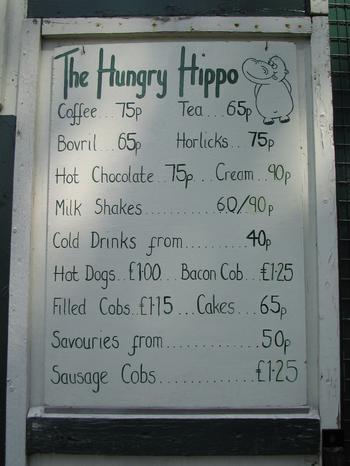 The Hungry Hippo
Coffee...75p Tea...65p
Bovril...65p Horlicks...75p
Hot Chocolate 75p...Cream...90p
Milk Shakes..........60/90p
Cold Drinks from..........40p
Hot Dogs..£1.00 ...Bacon Cob...£1.25
Filled Cobs..£1.15 ...Cakes...65p
Savouries from............50p
Sausage Cobs.............£1.25